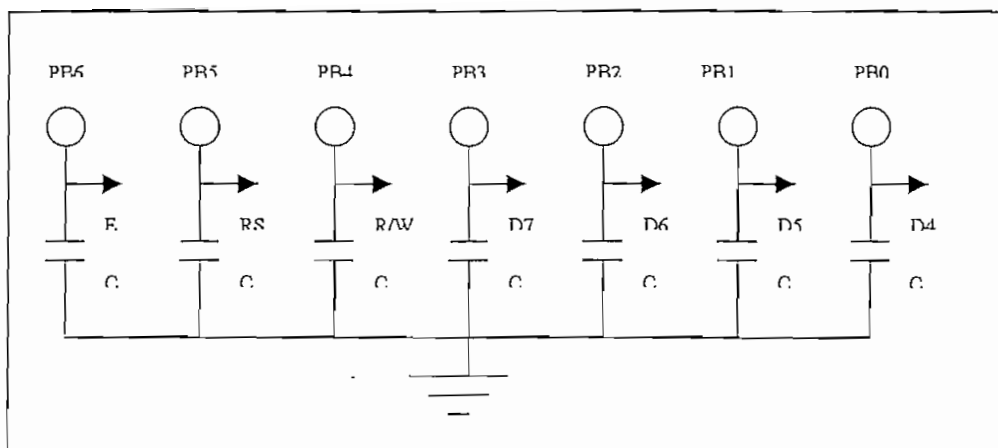 PB6 PB5 PB4 PB3 PB2 PB1 PB0
E RS R/W D7 D6 D5 D4
C C C C C C C